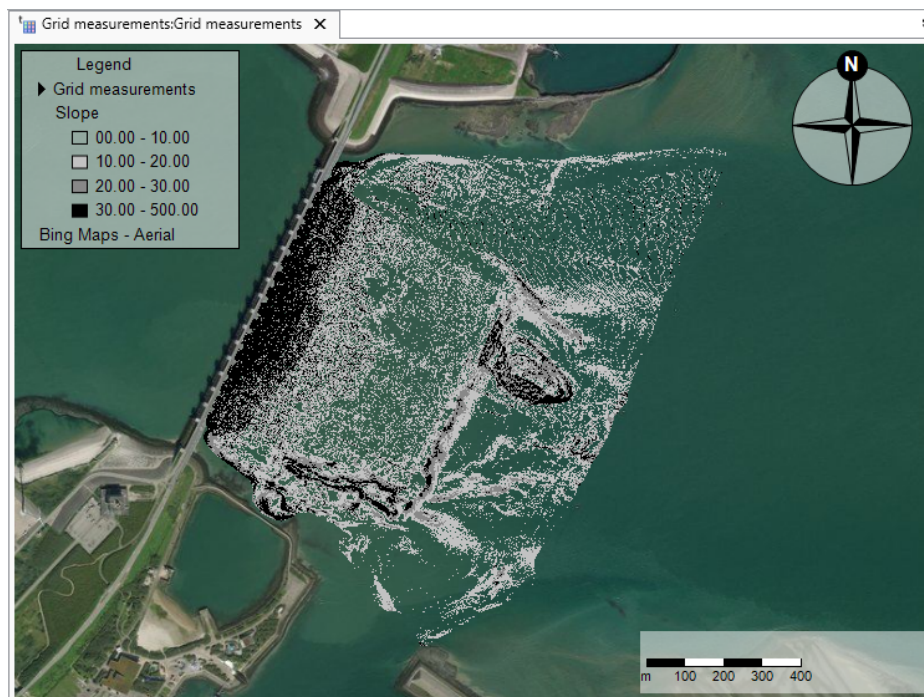 Grid measurements:Grid measurements
Legend
Grid measurements
Slope
00.00 - 10.00
10.00 - 20.00
20.00 - 30.00
30.00 - 500.00
Bing Maps - Aerial
N
m 100 200 300 400